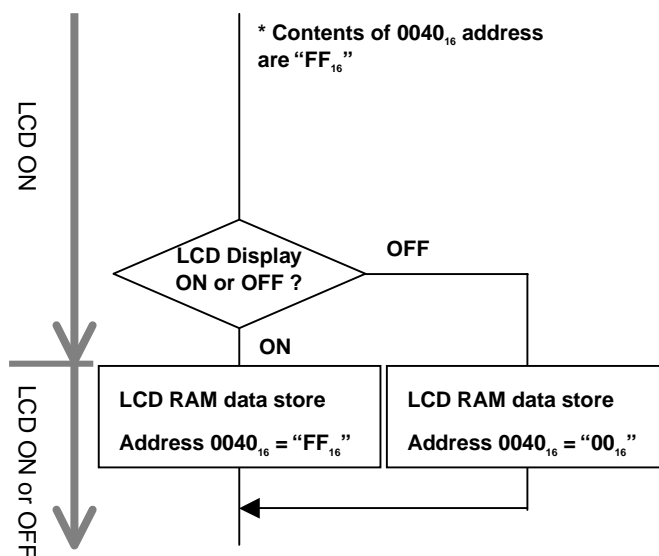 * Contents of 0040₁₆ address
are “FF₁₆”
LCD ON
LCD Display
ON or OFF ?
OFF
ON
LCD ON or OFF
LCD RAM data store
Address 0040₁₆ = “FF₁₆”
LCD RAM data store
Address 0040₁₆ = “00₁₆”